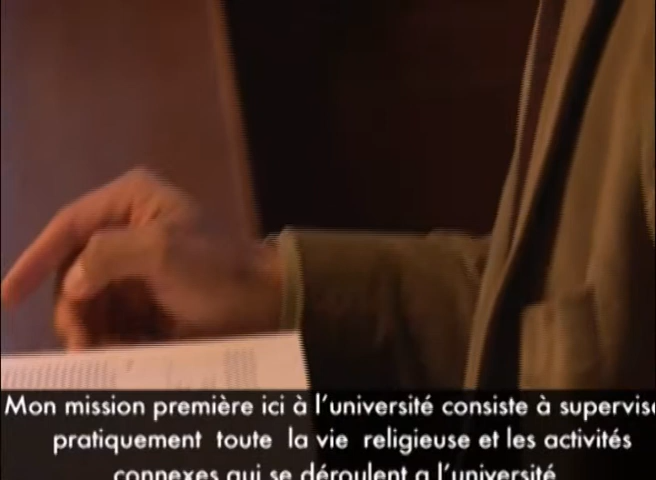 Mon mission première ici à l'université consiste à supervise
pratiquement toute la vie religieuse et les activités
connexes qui se déroulent a l'université